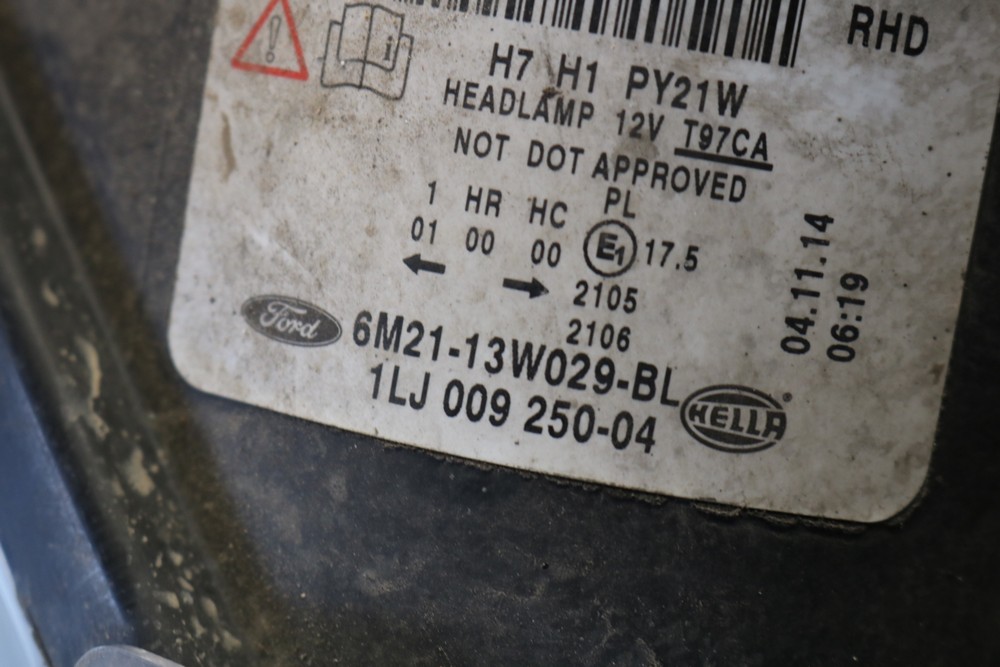 RHD
H7 H1 PY21W
HEADLAMP 12V T97CA
NOT DOT APPROVED
1 HR HC PL
01 00 00 E1 17.5
2105
2106
Ford 6M21-13W029-BL
1LJ 009 250-04 HELLA®
04.11.14
06:19